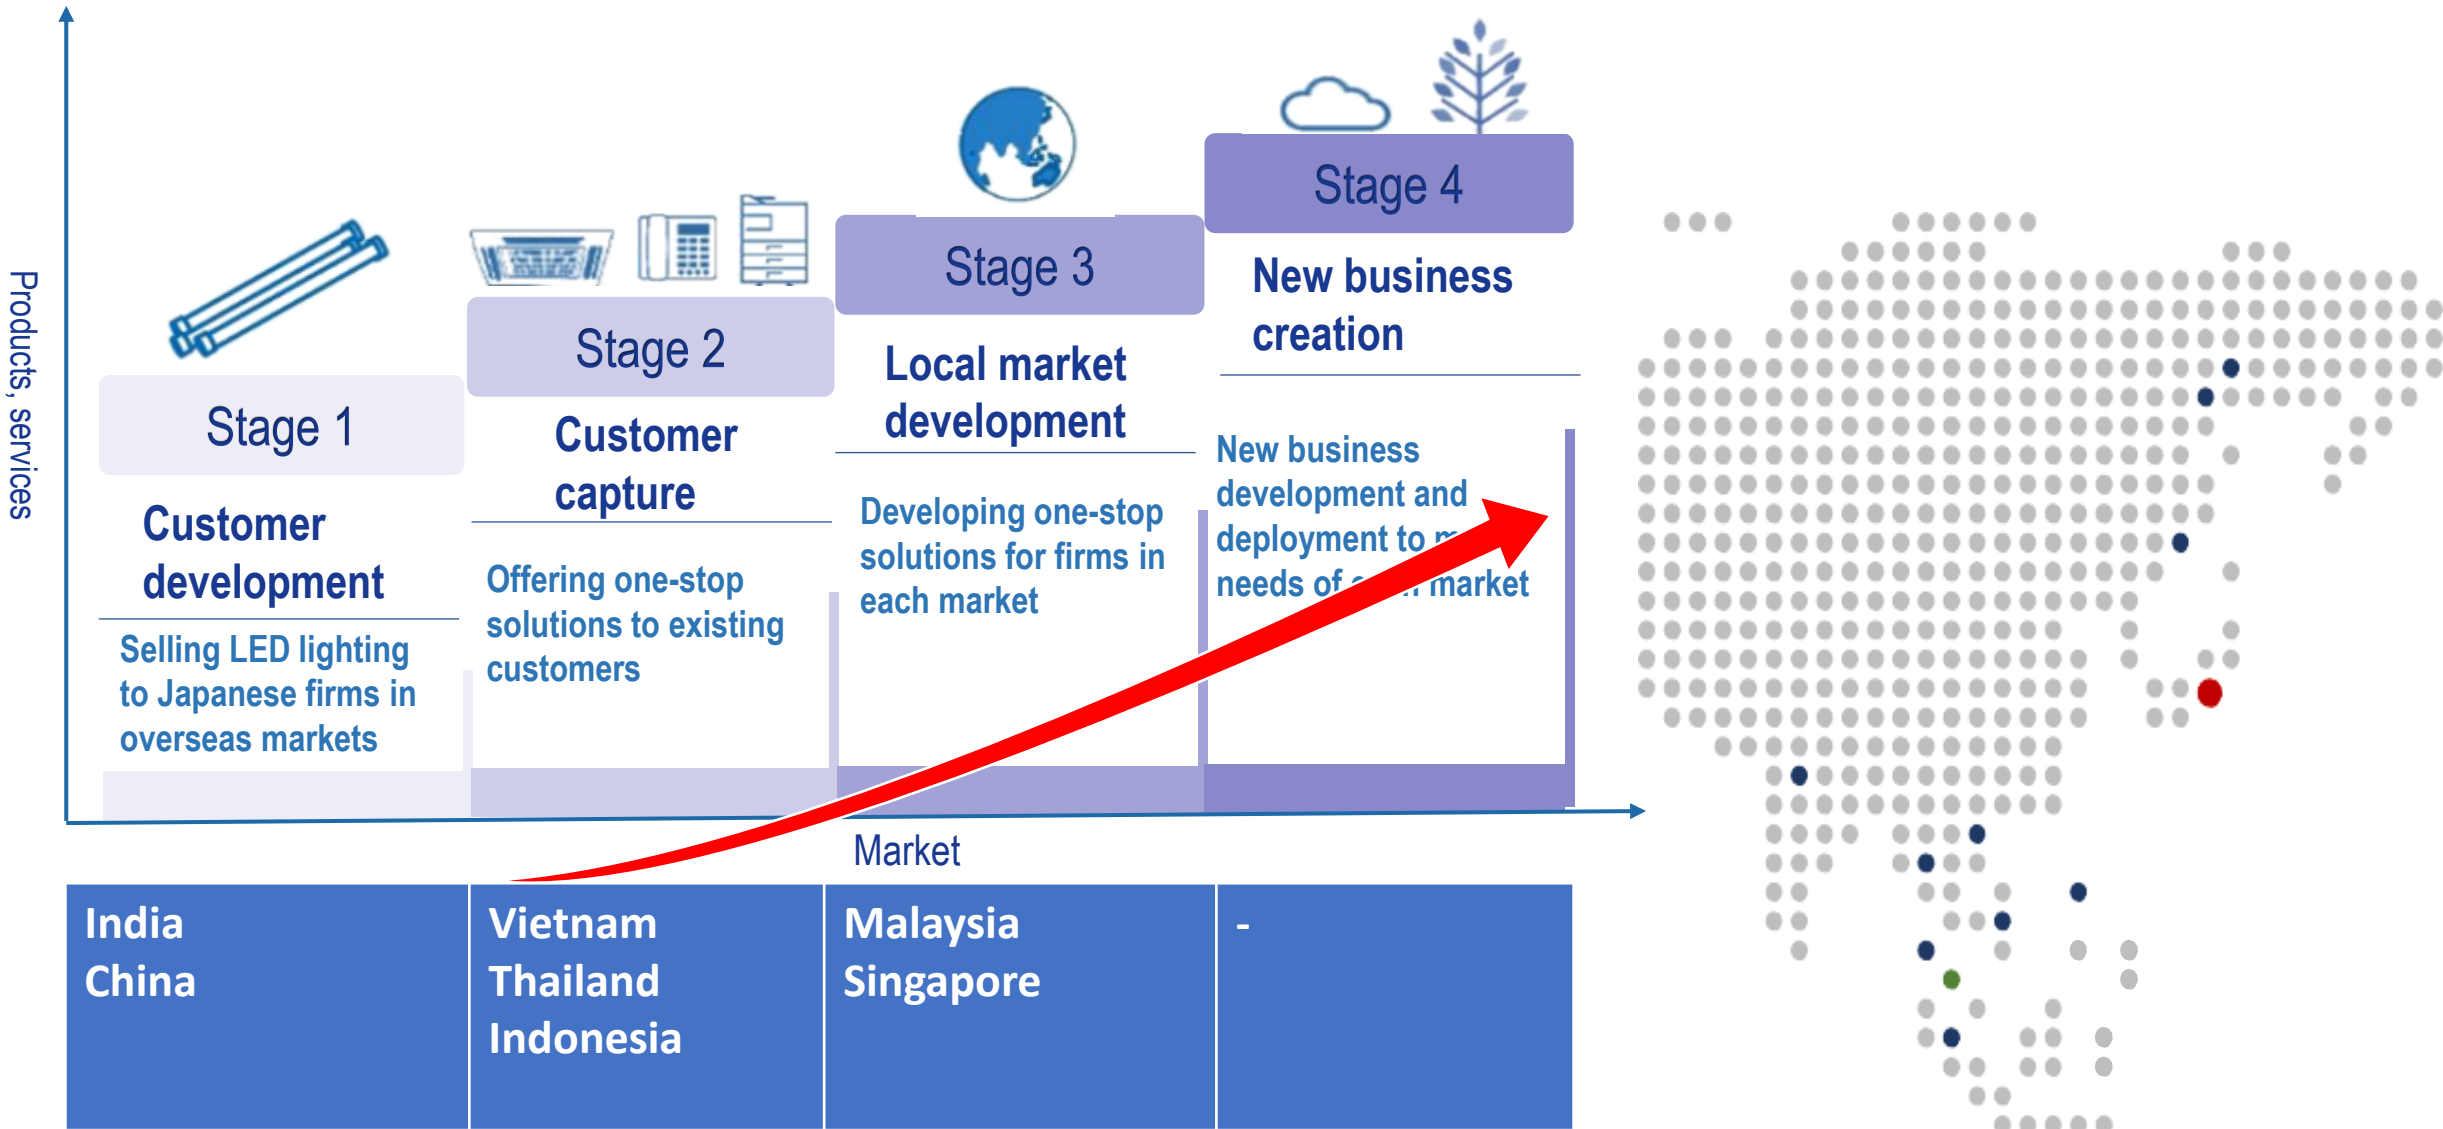 Products, services
Stage 1
Customer
development
Selling LED lighting
to Japanese firms in
overseas markets
Stage 2
Customer
capture
Offering one-stop
solutions to existing
customers
Stage 3
Local market
development
Developing one-stop
solutions for firms in
each market
Stage 4
New business
creation
New business
development and
deployment to
needs of market
Market
India
China
Vietnam
Thailand
Indonesia
Malaysia
Singapore
-